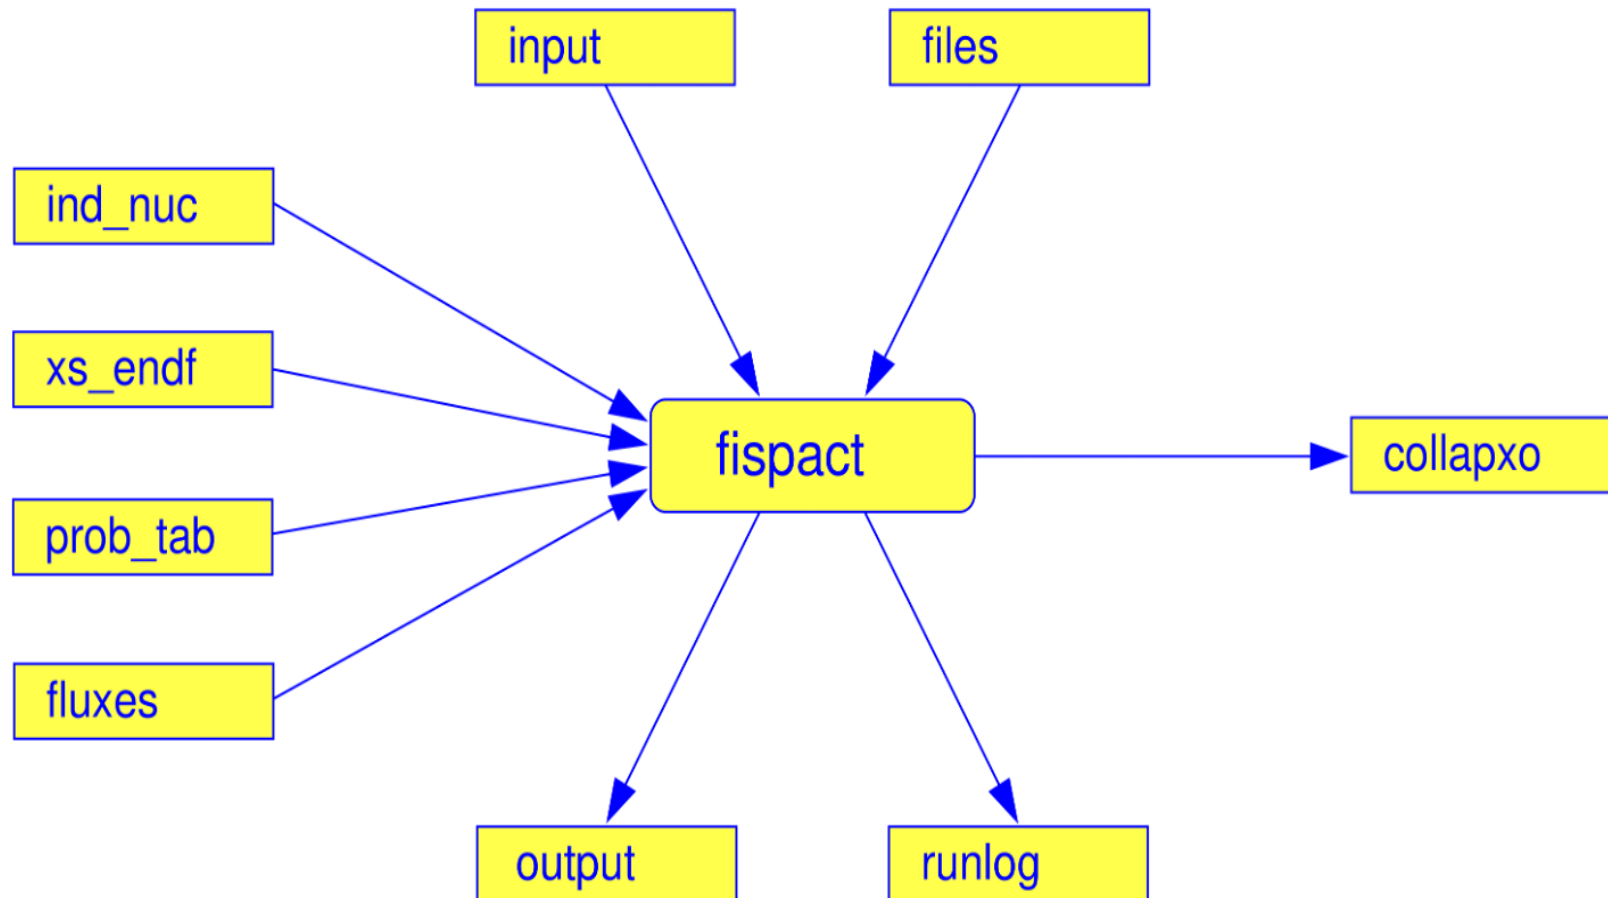 input
files
ind_nuc
xs_endf
fispact
collapxo
prob_tab
fluxes
output
runlog